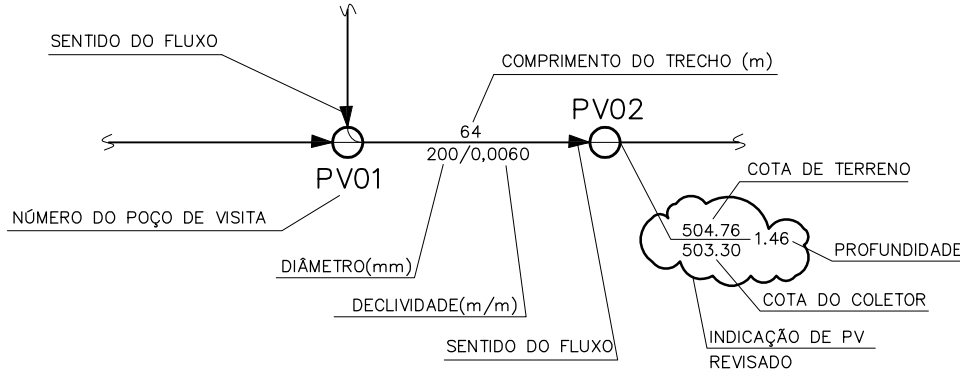 SENTIDO DO FLUXO
COMPRIMENTO DO TRECHO (m)
PV02
64
200/0,0060
PV01
COTA DE TERRENO
NÚMERO DO POÇO DE VISITA
504.76
1.46
503.30
PROFUNDIDADE
DIÂMETRO(mm)
DECLIVIDADE(m/m)
COTA DO COLETOR
SENTIDO DO FLUXO
INDICAÇÃO DE PV
REVISADO